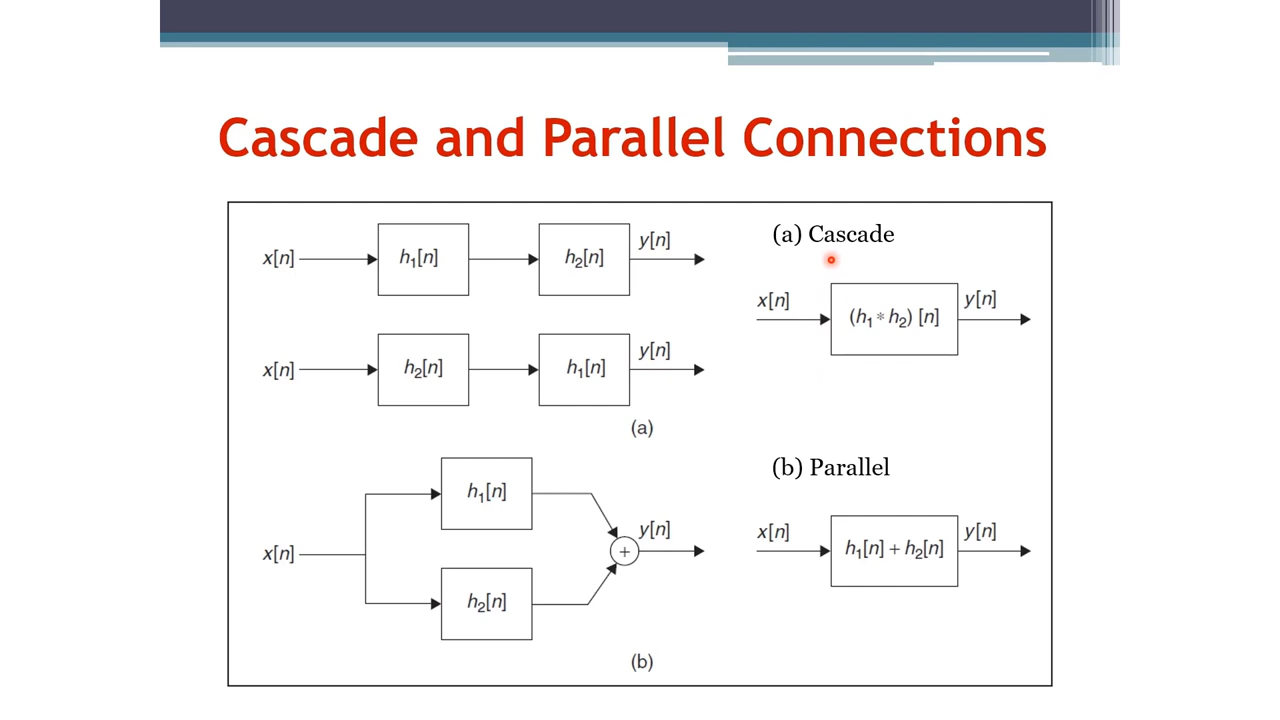 Cascade and Parallel Connections
x[n] h₁[n] h₂[n] y[n]
x[n] h₂[n] h₁[n] y[n]
(a)
(a) Cascade
x[n] (h₁ * h₂) [n] y[n]
h₁[n]
x[n] + y[n]
h₂[n]
(b)
(b) Parallel
x[n] h₁[n] + h₂[n] y[n]